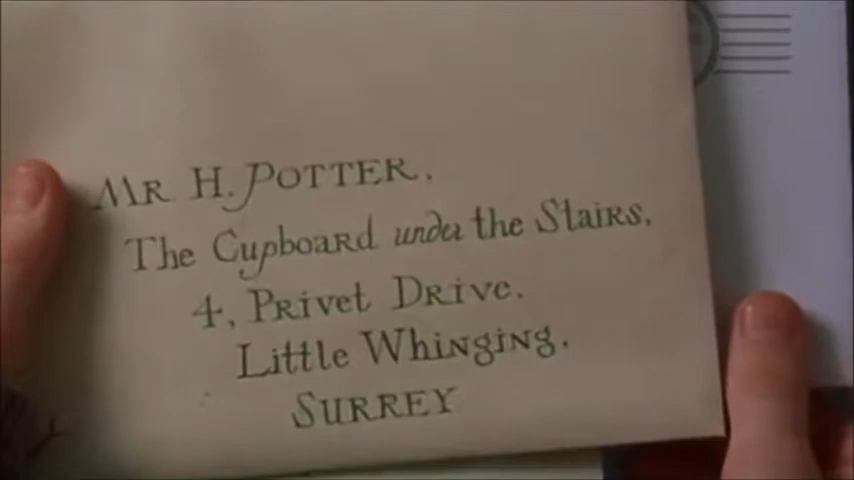 Mr H. Potter,
The Cupboard under the Stairs,
4, Privet Drive,
Little Whinging,
SURREY